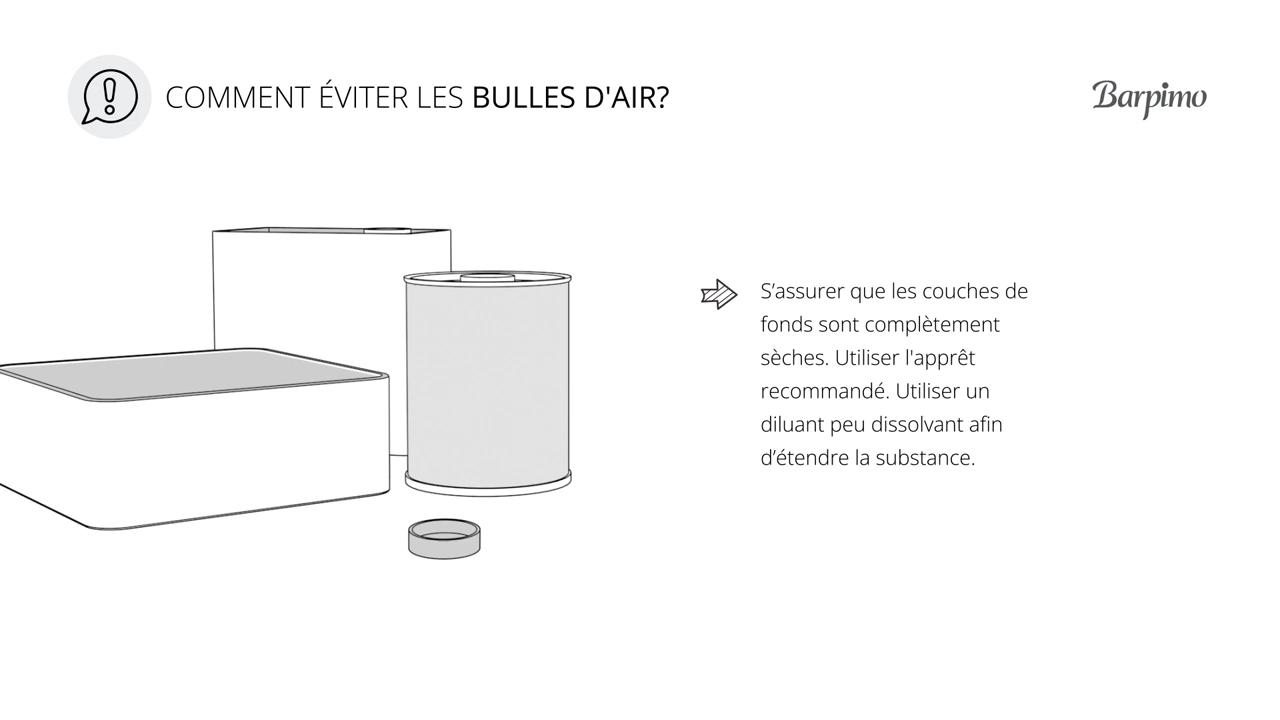 COMMENT ÉVITER LES BULLES D'AIR?
Barpimo
S’assurer que les couches de
fonds sont complètement
sèches. Utiliser l'apprêt
recommandé. Utiliser un
diluant peu dissolvant afin
d’étendre la substance.